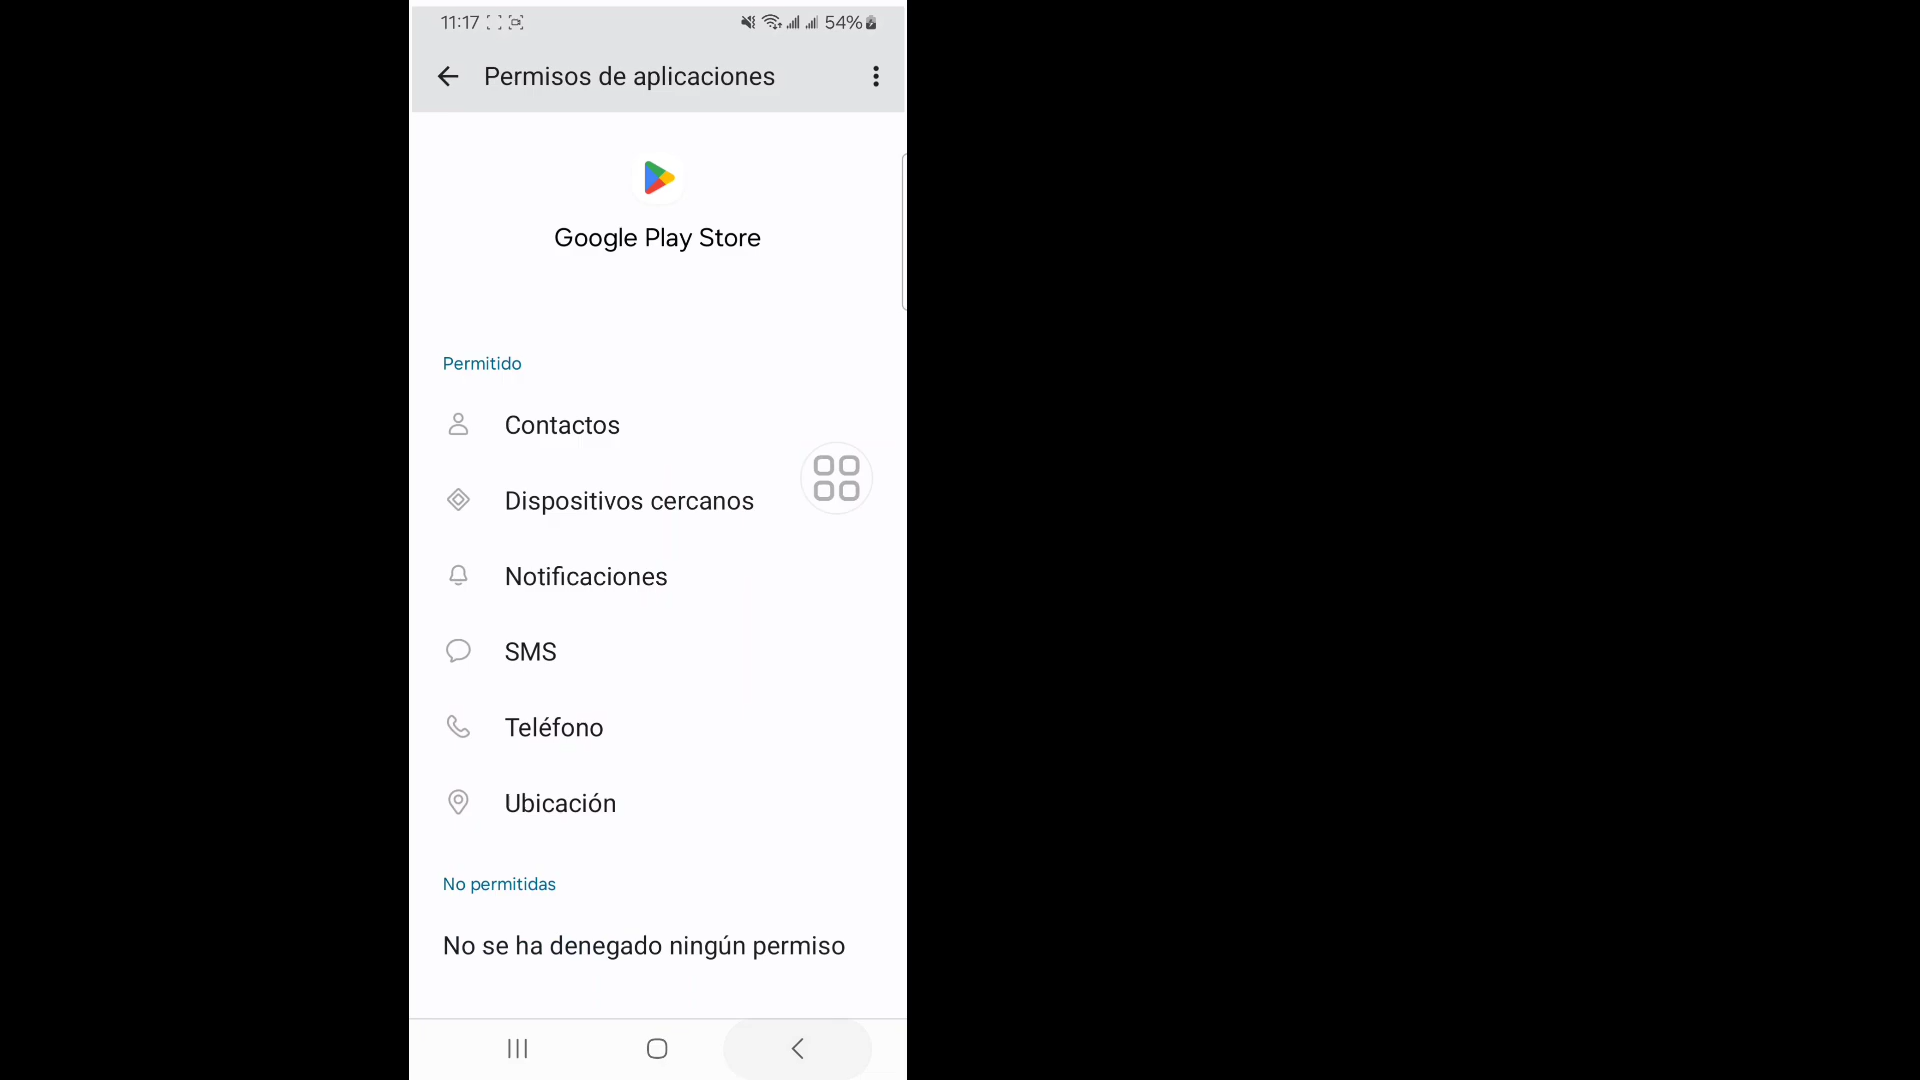 11:17 54%
Permisos de aplicaciones
Google Play Store
Permitido
Contactos
Dispositivos cercanos
Notificaciones
SMS
Teléfono
Ubicación
No permitidas
No se ha denegado ningún permiso